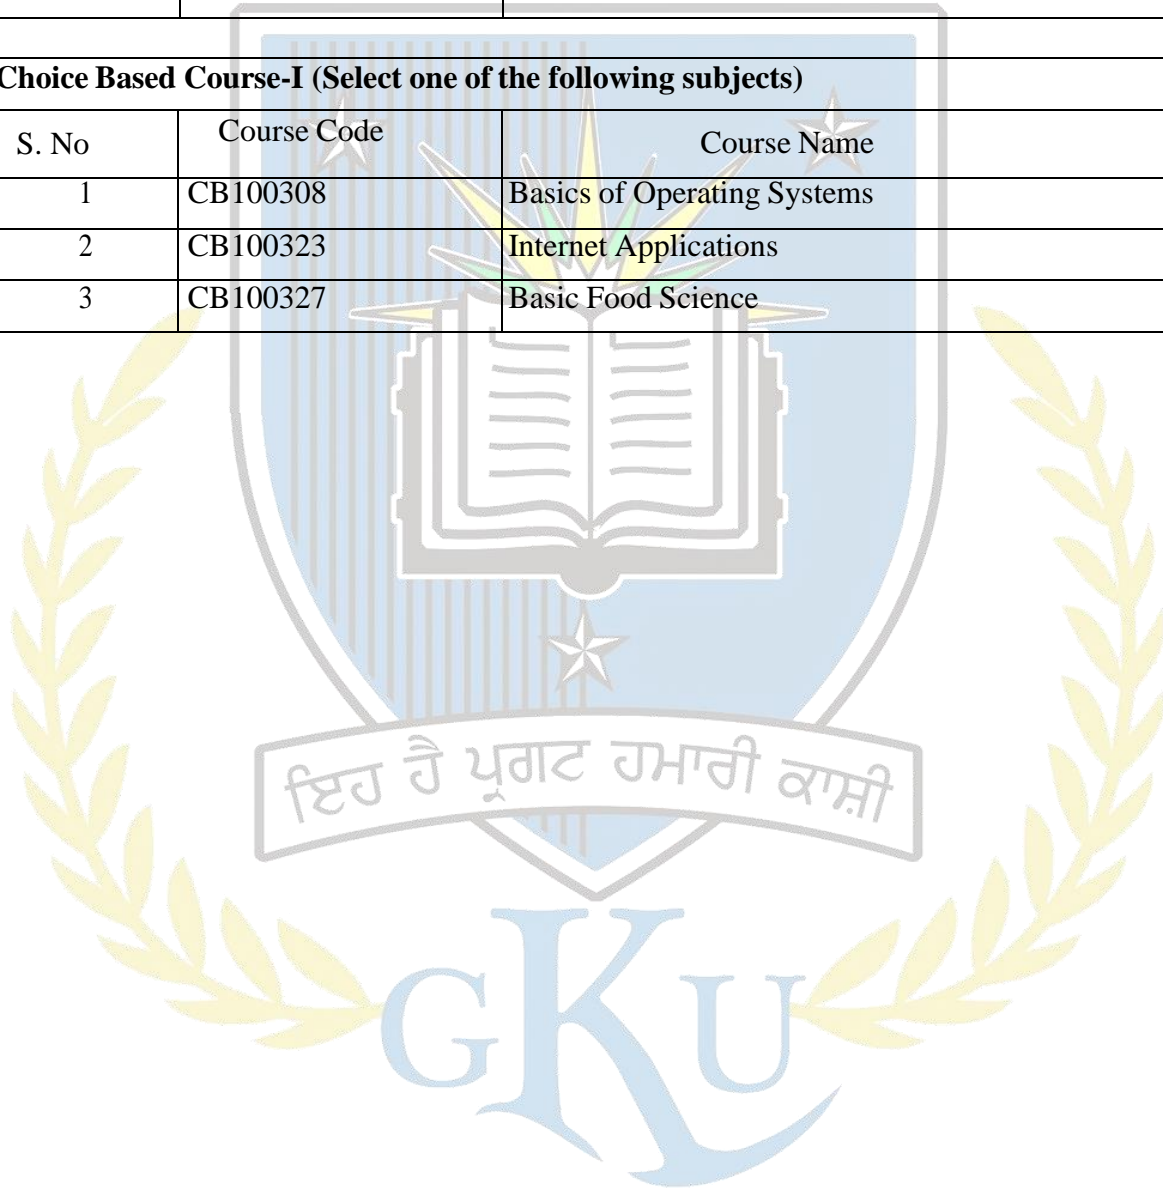 Choice Based Course-I (Select one of the following subjects)
S. No Course Code Course Name
1 CB100308 Basics of Operating Systems
2 CB100323 Internet Applications
3 CB100327 Basic Food Science
ਇਹ ਹੈ ਪ੍ਰਗਟ ਹਮਾਰੀ ਕਾਸ਼ੀ
GKU